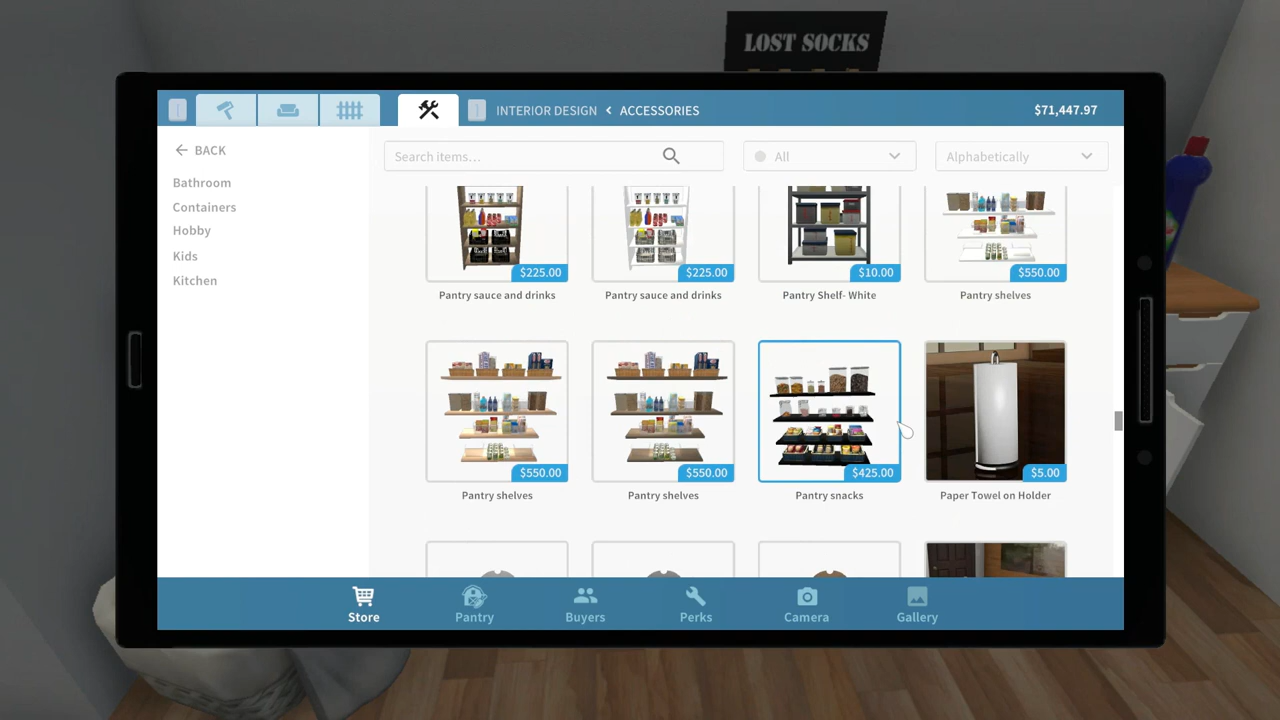 LOST SOCKS
INTERIOR DESIGN < ACCESSORIES
$71,447.97
BACK
Search items...
All
Alphabetically
Bathroom
Containers
Hobby
Kids
Kitchen
$225.00
$225.00
$10.00
$550.00
Pantry sauce and drinks
Pantry sauce and drinks
Pantry Shelf- White
Pantry shelves
$550.00
$550.00
$425.00
$5.00
Pantry shelves
Pantry shelves
Pantry snacks
Paper Towel on Holder
Store
Pantry
Buyers
Perks
Camera
Gallery